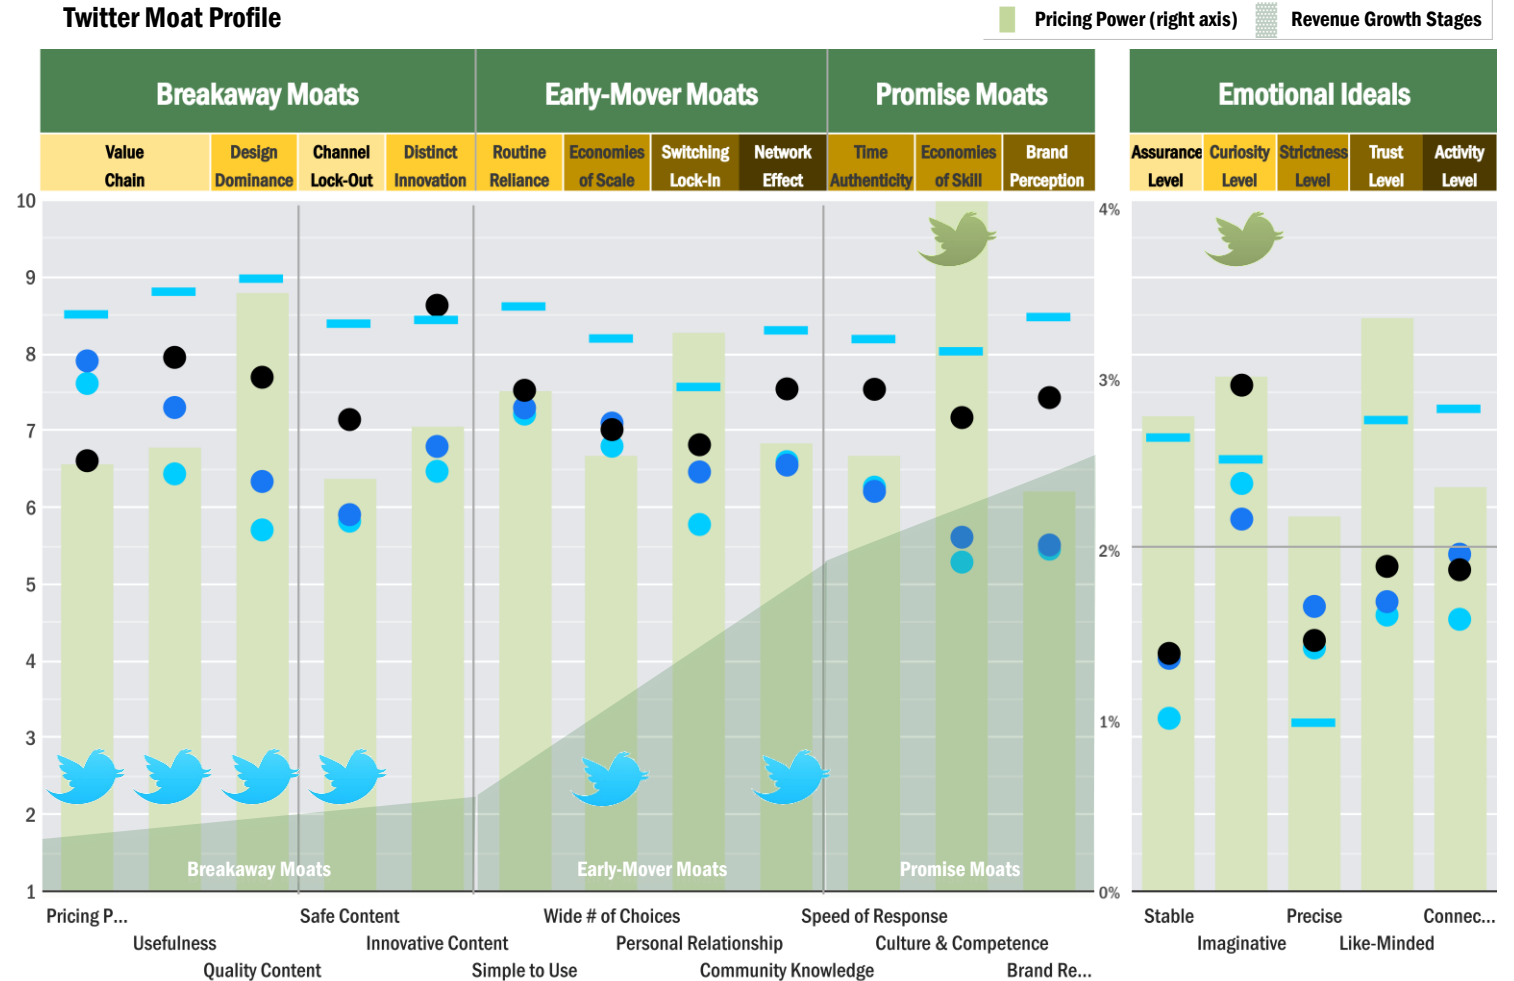 Twitter Moat Profile
Pricing Power (right axis) Revenue Growth Stages
Breakaway Moats Early-Mover Moats Promise Moats Emotional Ideals
Value Chain Design Dominance Channel Lock-Out Distinct Innovation Routine Reliance Economies of Scale Switching Lock-In Network Effect Time Authenticity Economies of Skill Brand Perception Assurance Level Curiosity Level Strictness Level Trust Level Activity Level
10
9
8
7
6
5
4
3
2
1
4%
3%
2%
1%
0%
Breakaway Moats Early-Mover Moats Promise Moats
Pricing P... Safe Content Wide # of Choices Speed of Response Stable Precise Connec...
Usefulness Innovative Content Personal Relationship Culture & Competence Imaginative Like-Minded
Quality Content Simple to Use Community Knowledge Brand Re...